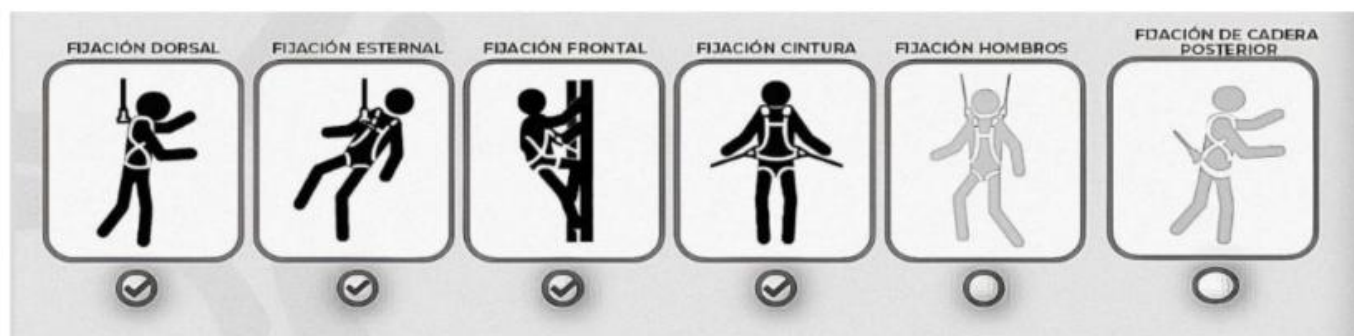 FIJACIÓN DORSAL
FIJACIÓN ESTERNAL
FIJACIÓN FRONTAL
FIJACIÓN CINTURA
FIJACIÓN HOMBROS
FIJACIÓN DE CADERA
POSTERIOR